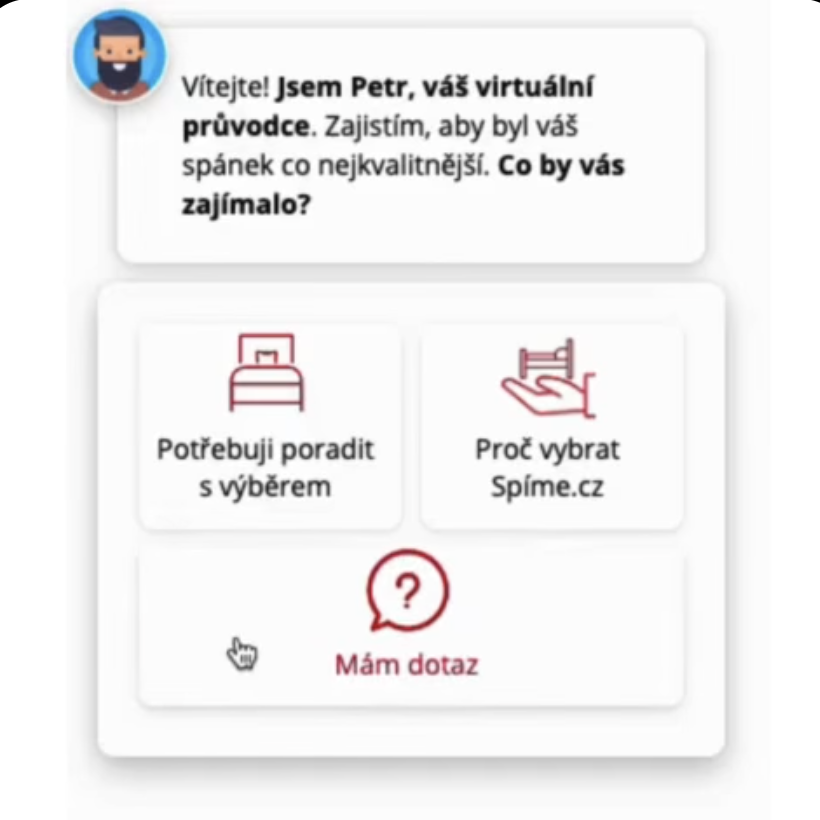 Vítejte! Jsem Petr, váš virtuální
průvodce. Zajistím, aby byl váš
spánek co nejkvalitnější. Co by vás
zajímalo?
Potřebuji poradit
s výběrem
Proč vybrat
Spíme.cz
?
Mám dotaz